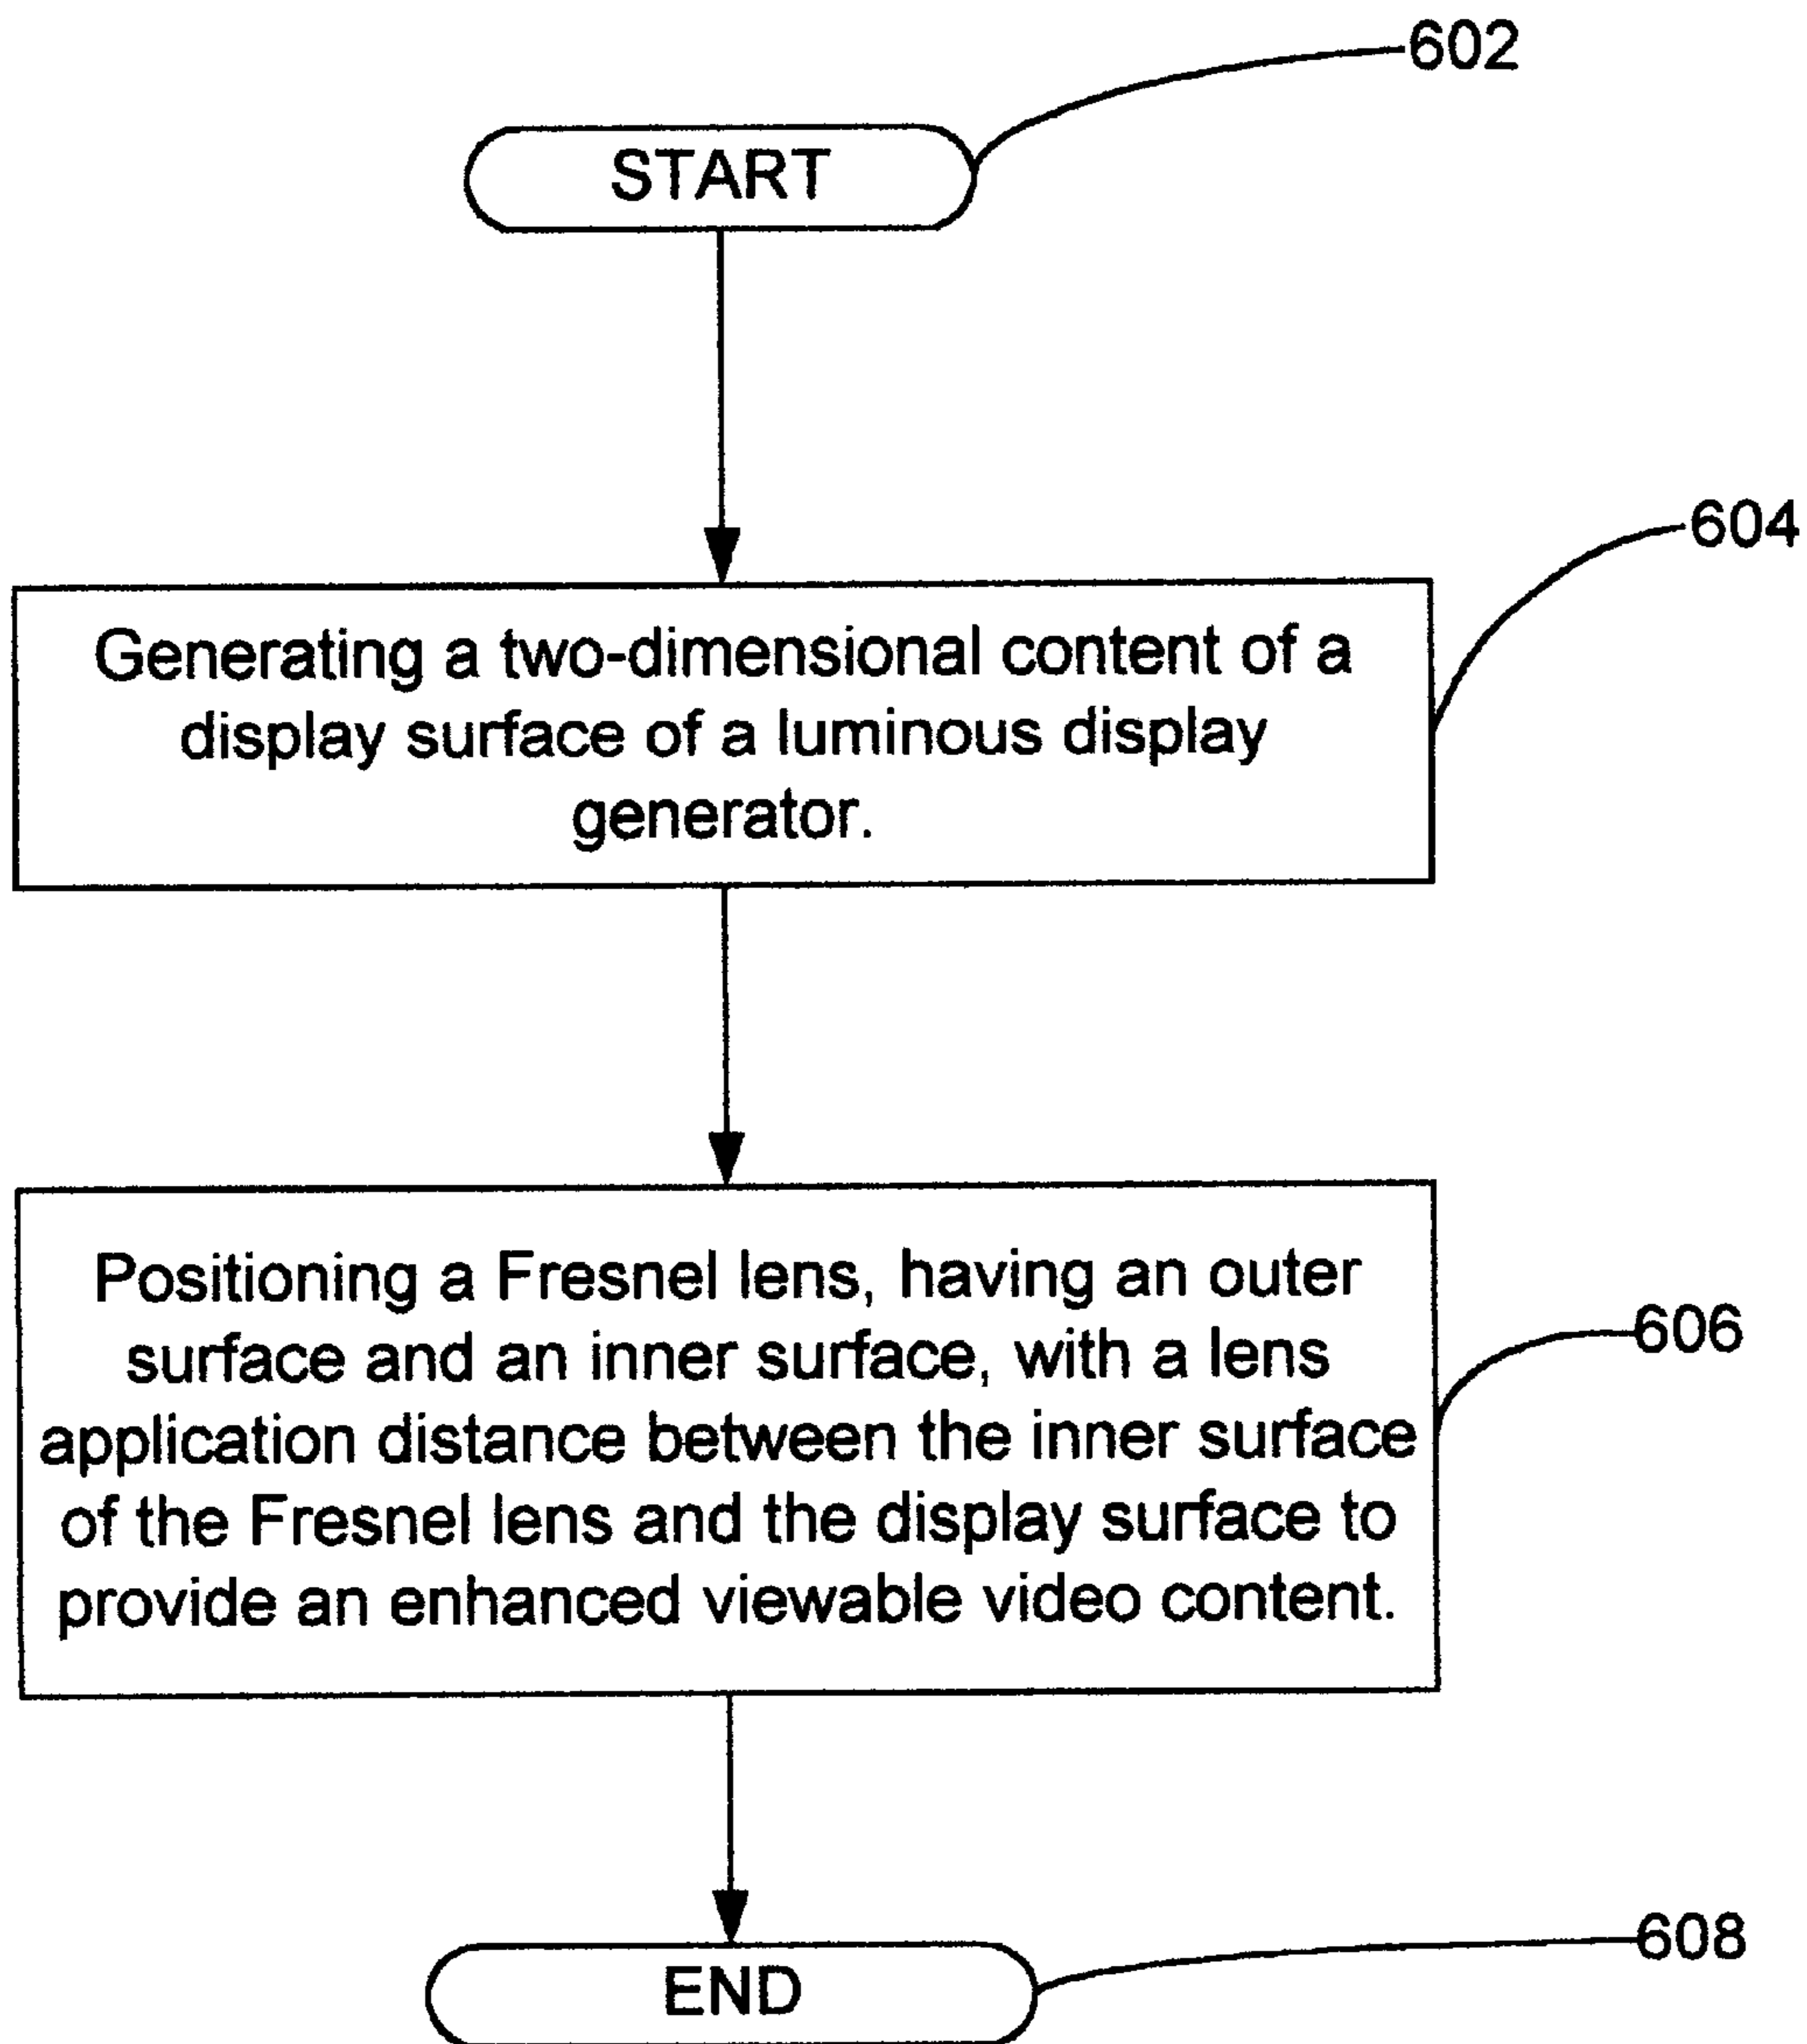 602
START
604
Generating a two-dimensional content of a
display surface of a luminous display
generator.
Positioning a Fresnel lens, having an outer
surface and an inner surface, with a lens
application distance between the inner surface
of the Fresnel lens and the display surface to
provide an enhanced viewable video content.
606
608
END